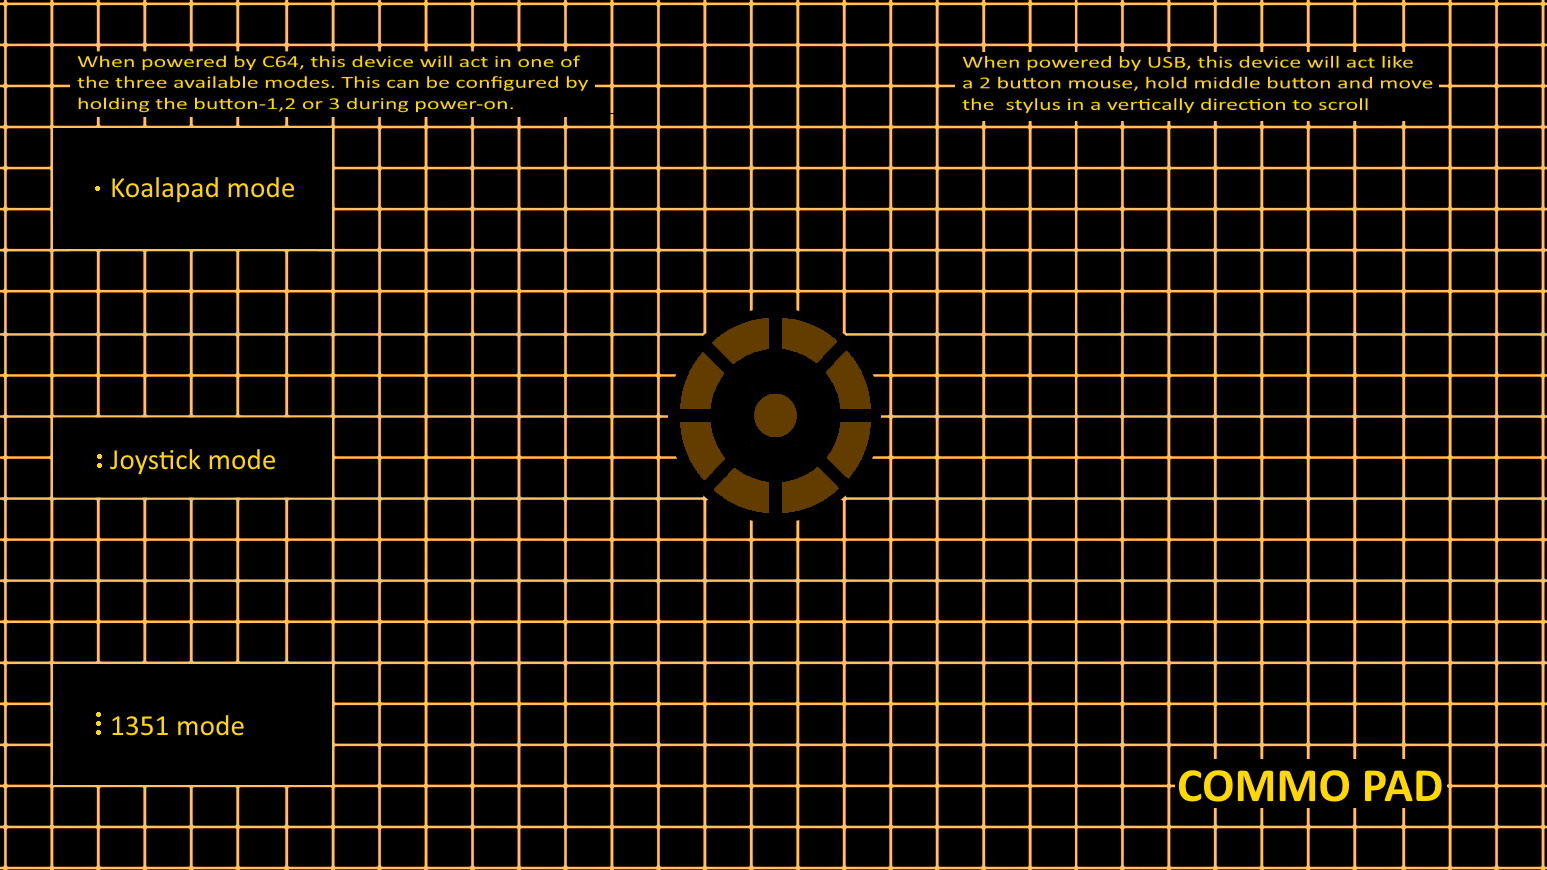 When powered by C64, this device will act in one of
the three available modes. This can be configured by
holding the button-1,2 or 3 during power-on.
When powered by USB, this device will act like
a 2 button mouse, hold middle button and move
the  stylus in a vertically direction to scroll
Koalapad mode
Joystick mode
1351 mode
COMMO PAD